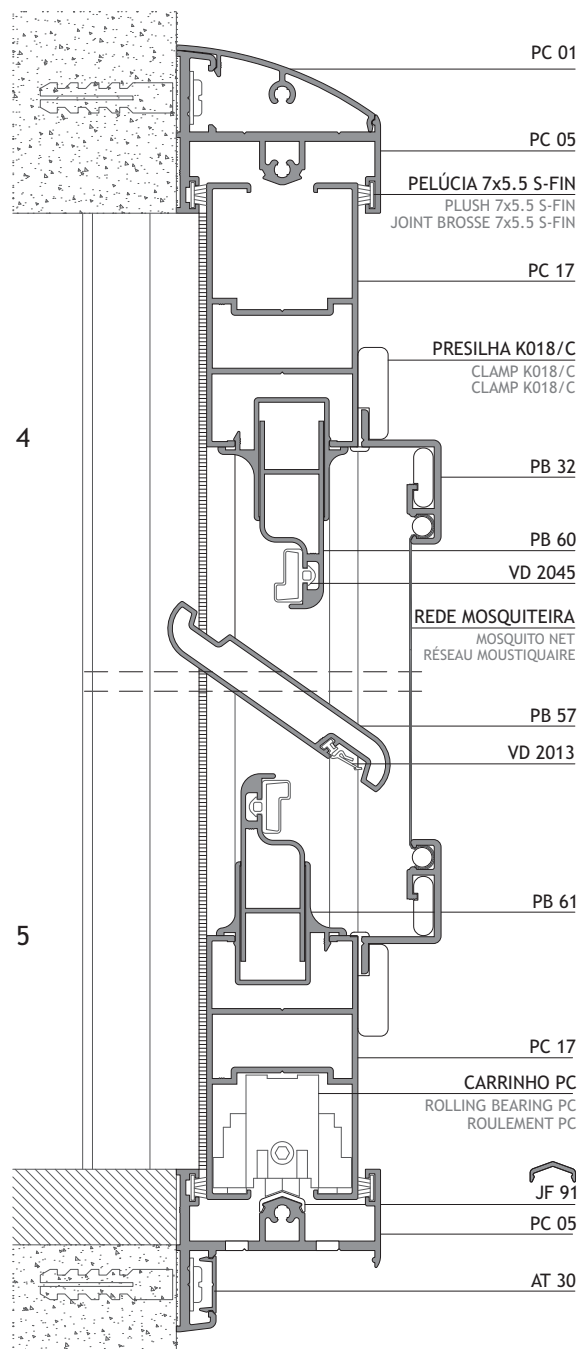 PC 01
PC 05
PELÚCIA 7x5.5 S-FIN
PLUSH 7x5.5 S-FIN
JOINT BROSSE 7x5.5 S-FIN
PC 17
PRESILHA K018/C
CLAMP K018/C
CLAMP K018/C
4
PB 32
PB 60
VD 2045
REDE MOSQUITEIRA
MOSQUITO NET
RÉSEAU MOUSTIQUAIRE
PB 57
VD 2013
PB 61
5
PC 17
CARRINHO PC
ROLLING BEARING PC
ROULEMENT PC
JF 91
PC 05
AT 30